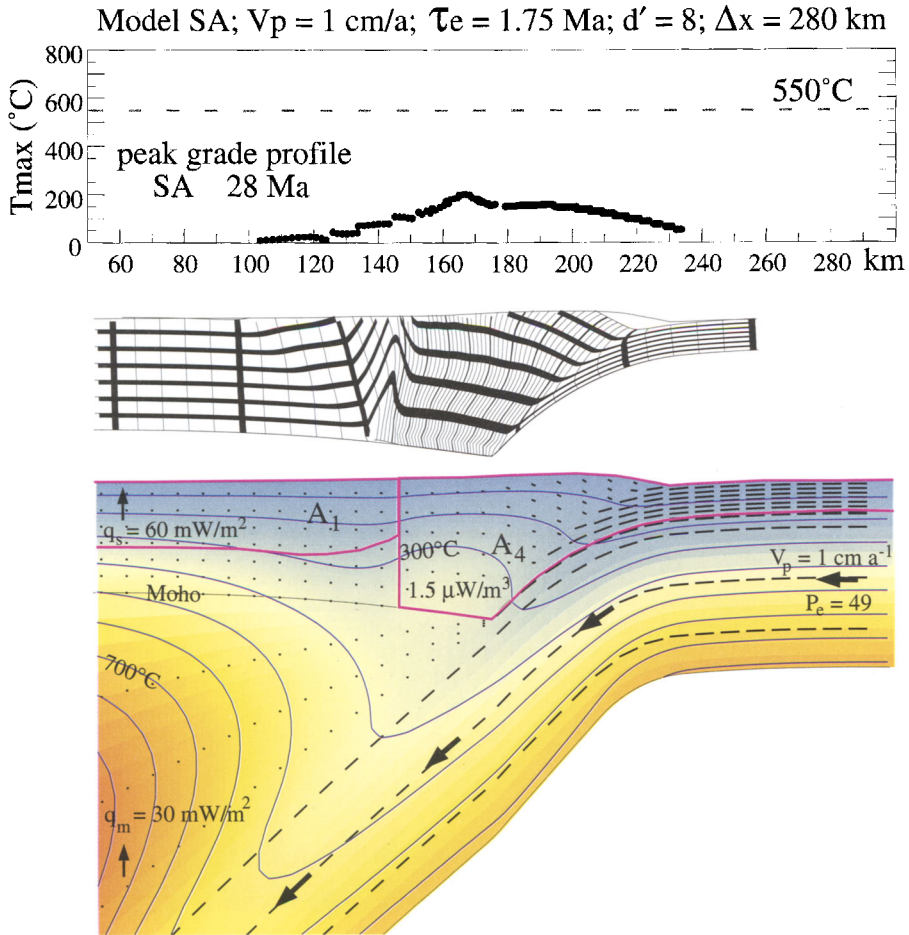 Model SA; Vp = 1 cm/a; τe = 1.75 Ma; d′ = 8; Δx = 280 km
Tmax (°C)
800
600
400
200
0
550°C
peak grade profile
SA 28 Ma
60 80 100 120 140 160 180 200 220 240 260 280 km
A1
qs = 60 mW/m²
300°C
A4
1.5 μW/m³
Vp = 1 cm a⁻¹
Moho
Pe = 49
700°C
qm = 30 mW/m²